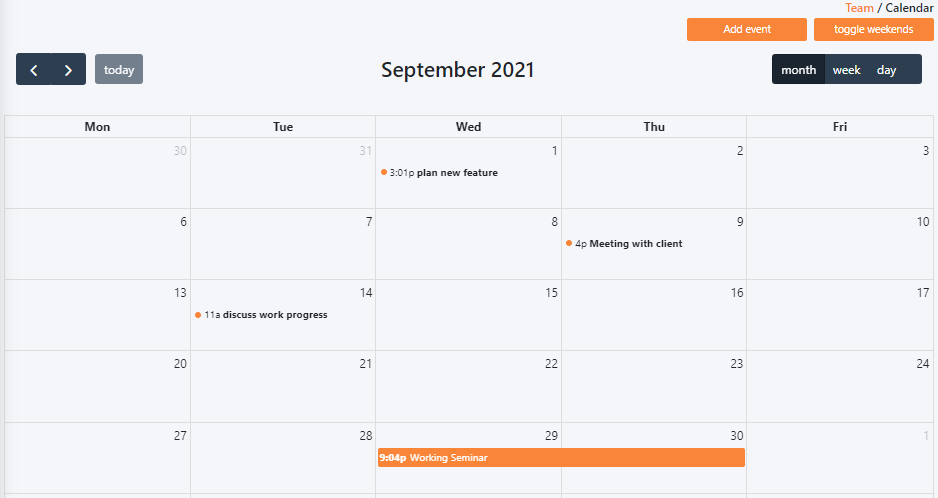 Team / Calendar
Add event toggle weekends
today September 2021 month week day
Mon Tue Wed Thu Fri
30 31 1 2 3
3:01p plan new feature
6 7 8 9 10
4p Meeting with client
13 14 15 16 17
11a discuss work progress
20 21 22 23 24
27 28 29 30 1
9:04p Working Seminar